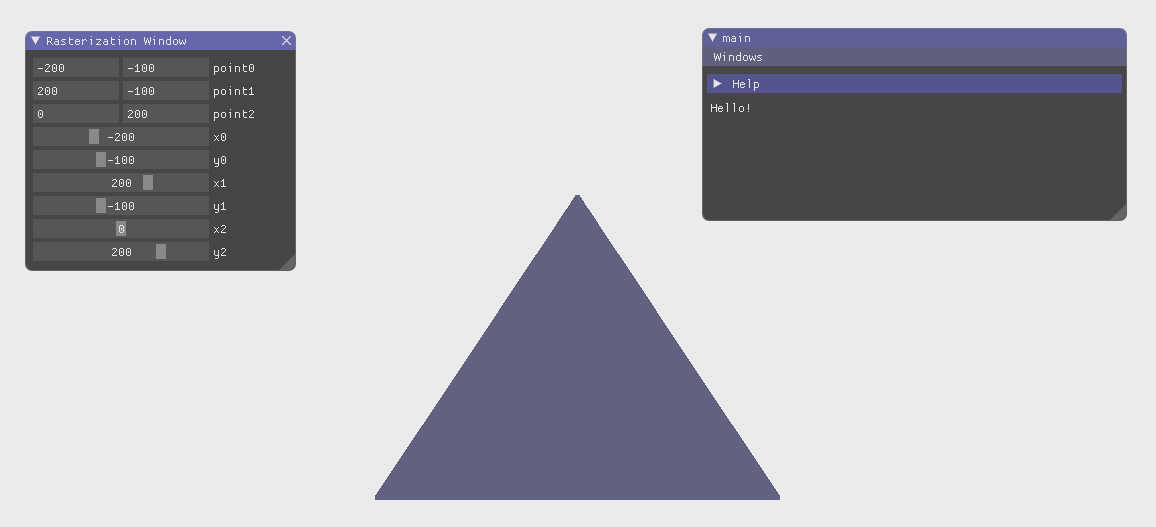 Rasterization Window
-200 -100 point0
200 -100 point1
0 200 point2
-200 x0
-100 y0
200 x1
-100 y1
0 x2
200 y2
main
Windows
Help
Hello!